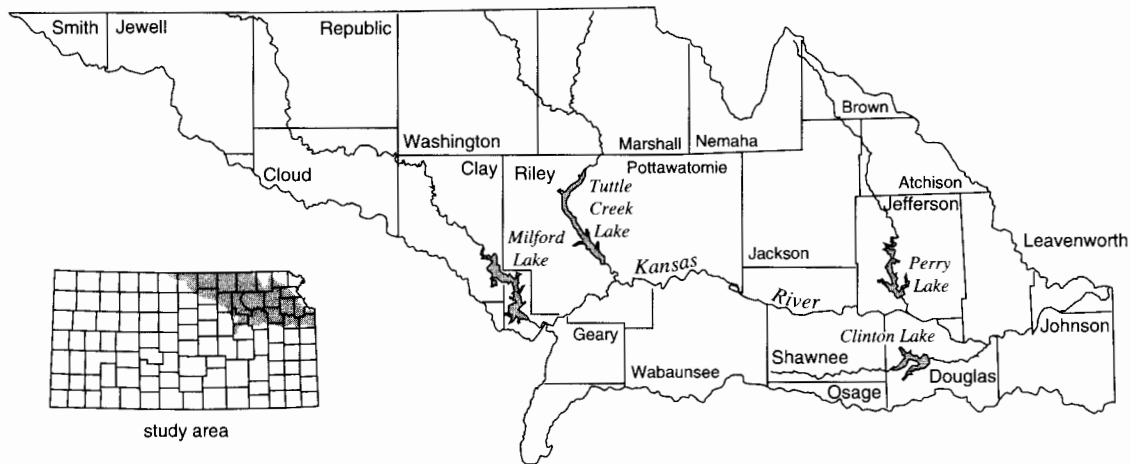 Smith
Jewell
Republic
Brown
Washington
Marshall
Nemaha
Clay
Riley
Pottawatomie
Cloud
Tuttle
Creek
Lake
Atchison
Jefferson
Milford
Lake
Jackson
Leavenworth
Kansas
River
Perry
Lake
Geary
Clinton Lake
Johnson
Shawnee
Wabaunsee
Douglas
Osage
study area